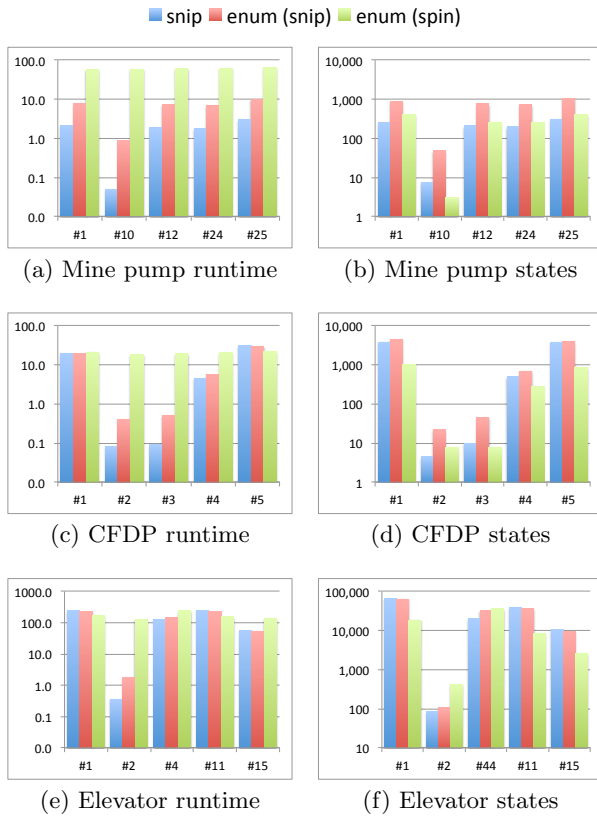 snip enum (snip) enum (spin)
100.0
10.0
1.0
0.1
0.0
#1 #10 #12 #24 #25
(a) Mine pump runtime
10,000
1,000
100
10
1
#1 #10 #12 #24 #25
(b) Mine pump states
100.0
10.0
1.0
0.1
0.0
#1 #2 #3 #4 #5
(c) CFDP runtime
10,000
1,000
100
10
1
#1 #2 #3 #4 #5
(d) CFDP states
1000.0
100.0
10.0
1.0
0.1
0.0
#1 #2 #4 #11 #15
(e) Elevator runtime
100,000
10,000
1,000
100
10
#1 #2 #44 #11 #15
(f) Elevator states